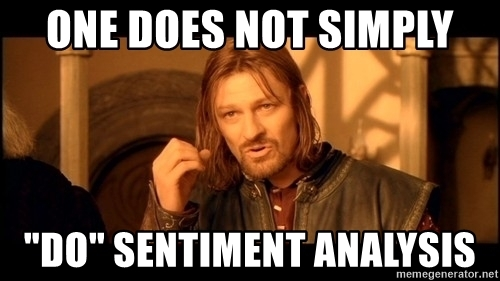 ONE DOES NOT SIMPLY
"DO" SENTIMENT ANALYSIS
memegenerator.net